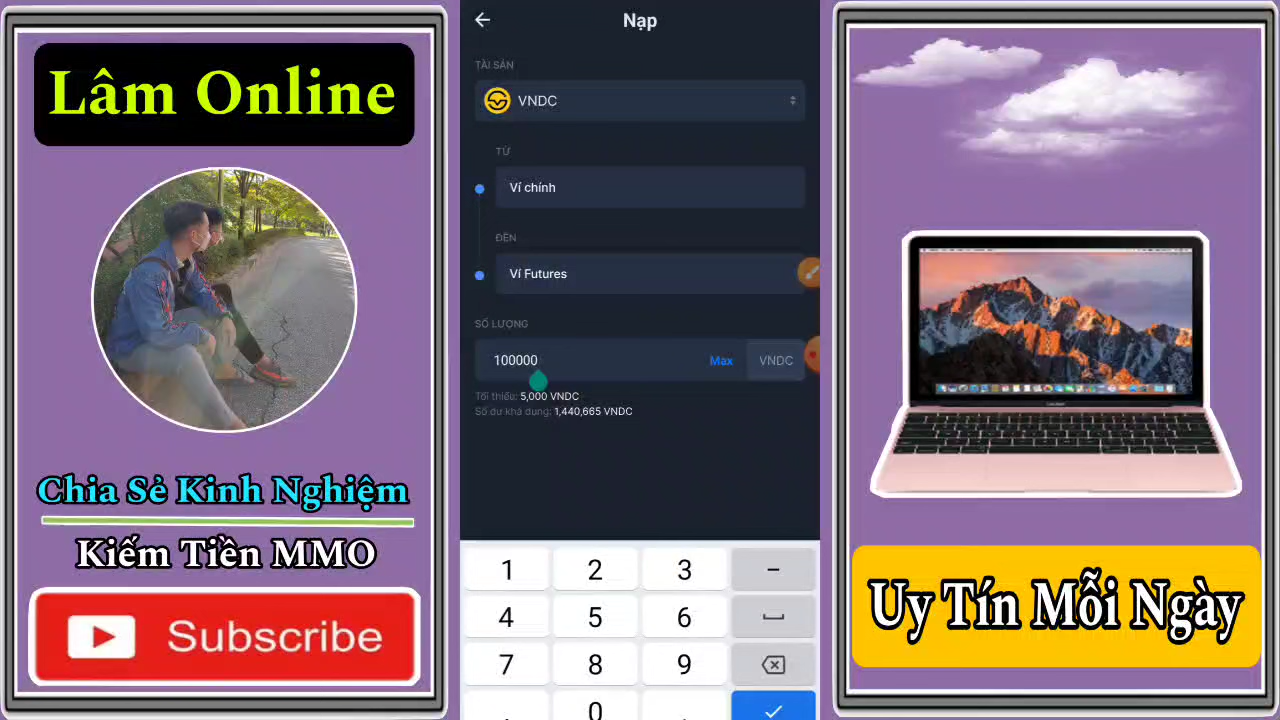 Lâm Online
Chia Sẻ Kinh Nghiệm
Kiếm Tiền MMO
Subscribe
Nạp
TÀI SẢN
VNDC
TỪ
Ví chính
ĐẾN
Ví Futures
SỐ LƯỢNG
100000 Max VNDC
Tối thiểu: 5,000 VNDC
Số dư khả dụng: 1,440,665 VNDC
1 2 3 -
4 5 6
7 8 9
, 0 .
Uy Tín Mỗi Ngày